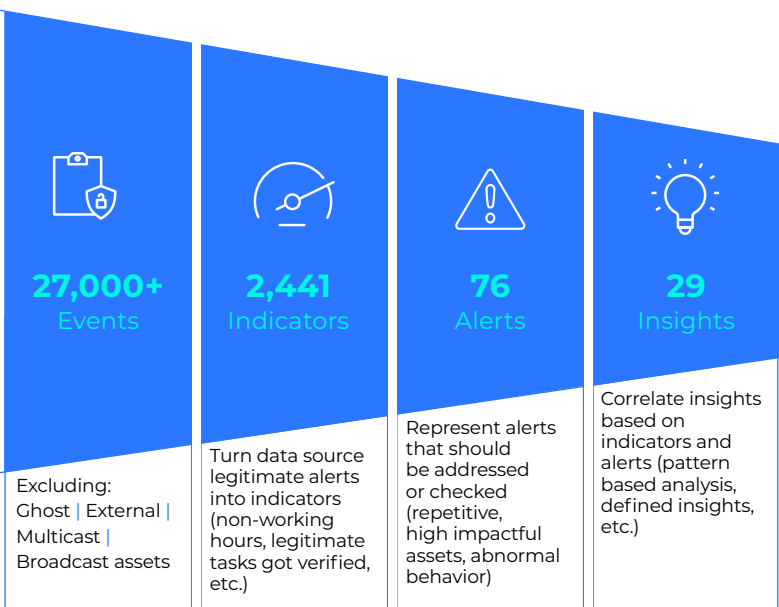 27,000+
Events
Excluding:
Ghost | External |
Multicast |
Broadcast assets
2,441
Indicators
Turn data source
legitimate alerts
into indicators
(non-working
hours, legitimate
tasks got verified,
etc.)
76
Alerts
Represent alerts
that should
be addressed
or checked
(repetitive,
high impactful
assets, abnormal
behavior)
29
Insights
Correlate insights
based on
indicators and
alerts (pattern
based analysis,
defined insights,
etc.)